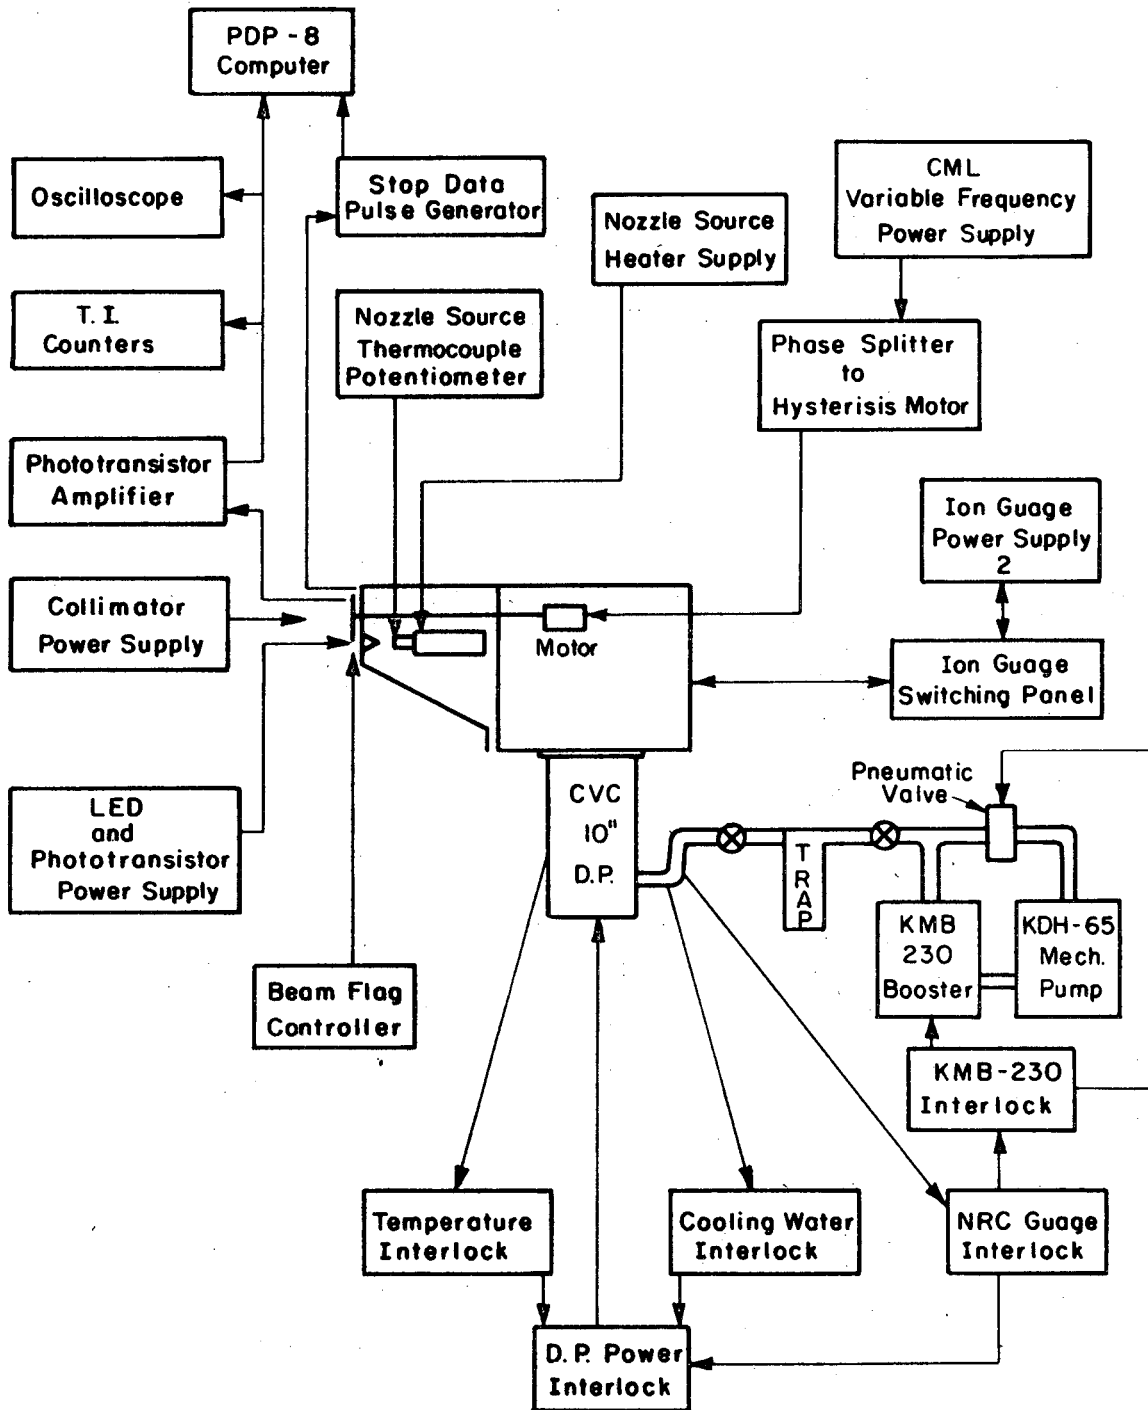 PDP - 8
Computer
Oscilloscope
Stop Data
Pulse Generator
Nozzle Source
Heater Supply
CML
Variable Frequency
Power Supply
T. I.
Counters
Nozzle Source
Thermocouple
Potentiometer
Phase Splitter
to
Hysterisis Motor
Phototransistor
Amplifier
Ion Guage
Power Supply
2
Collimator
Power Supply
Motor
Ion Guage
Switching Panel
LED
and
Phototransistor
Power Supply
CVC
10"
D.P.
Pneumatic
Valve
TRAP
KMB
230
Booster
KDH-65
Mech.
Pump
Beam Flag
Controller
KMB-230
Interlock
Temperature
Interlock
Cooling Water
Interlock
NRC Guage
Interlock
D.P. Power
Interlock